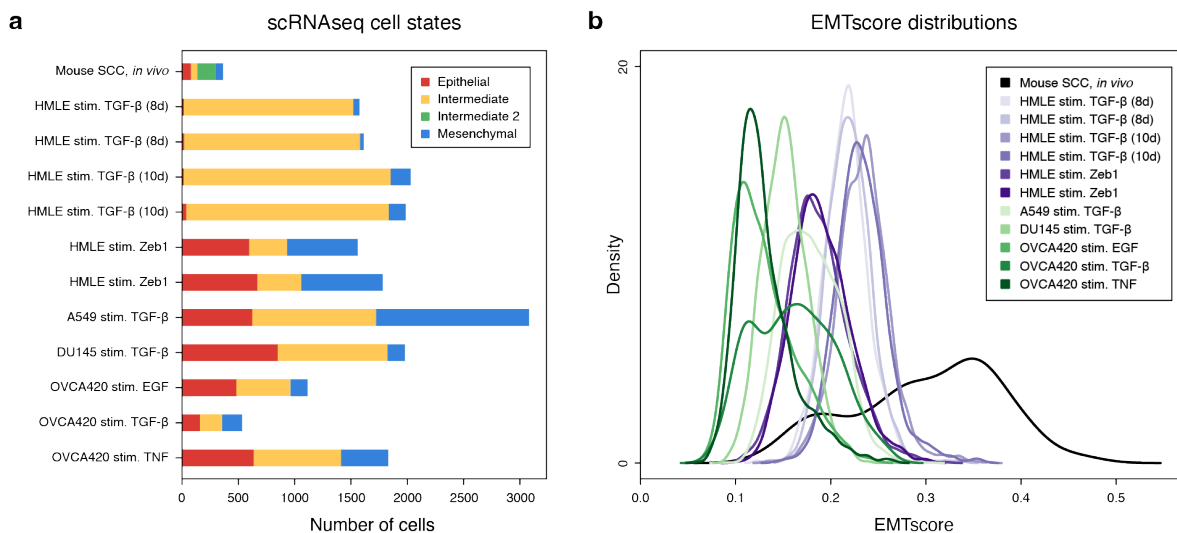 a
scRNAseq cell states
Mouse SCC, in vivo
HMLE stim. TGF-β (8d)
HMLE stim. TGF-β (8d)
HMLE stim. TGF-β (10d)
HMLE stim. TGF-β (10d)
HMLE stim. Zeb1
HMLE stim. Zeb1
A549 stim. TGF-β
DU145 stim. TGF-β
OVCA420 stim. EGF
OVCA420 stim. TGF-β
OVCA420 stim. TNF
Epithelial
Intermediate
Intermediate 2
Mesenchymal
0 500 1000 1500 2000 2500 3000
Number of cells
b
EMTscore distributions
20
Density
0
Mouse SCC, in vivo
HMLE stim. TGF-β (8d)
HMLE stim. TGF-β (8d)
HMLE stim. TGF-β (10d)
HMLE stim. TGF-β (10d)
HMLE stim. Zeb1
HMLE stim. Zeb1
A549 stim. TGF-β
DU145 stim. TGF-β
OVCA420 stim. EGF
OVCA420 stim. TGF-β
OVCA420 stim. TNF
0.0 0.1 0.2 0.3 0.4 0.5
EMTscore